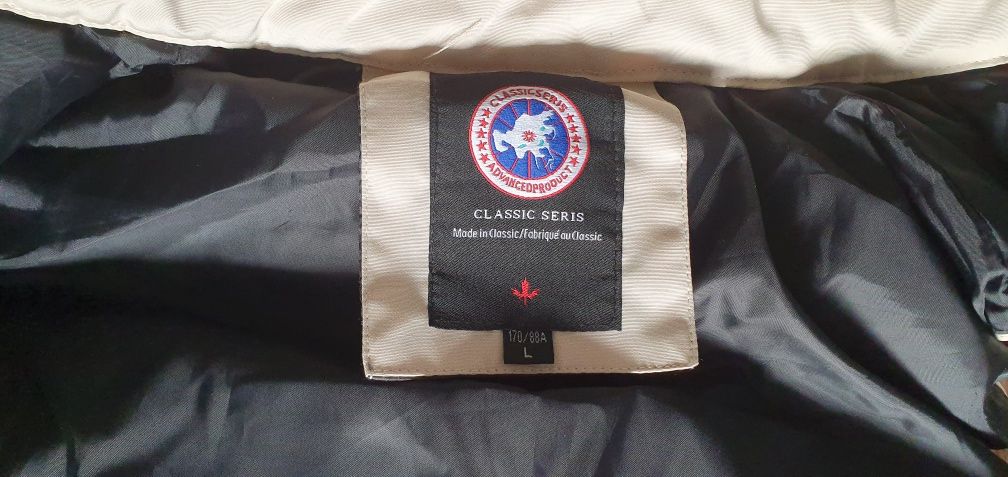 CLASSICSERIS
ADVANCEDPRODUCT
CLASSIC SERIS
Made in Classic/Fabriqué au Classic
170/88A
L